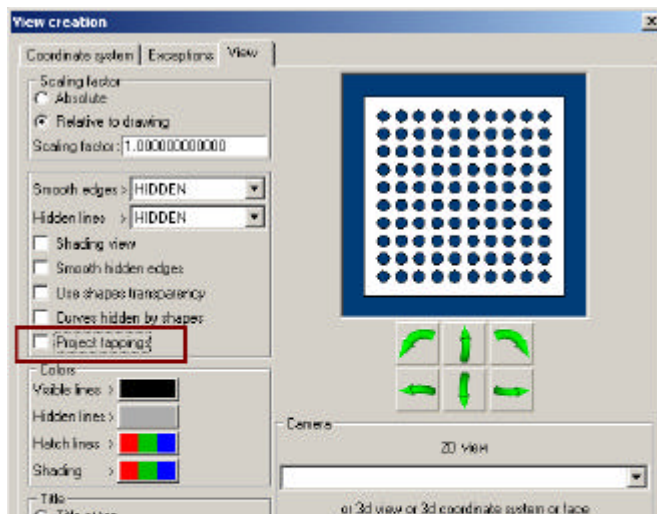 View creation
Coordinate system Exceptions View
Scaling factor
Absolute
Relative to drawing
Scaling factor: 1.000000000000
Smooth edges > HIDDEN
Hidden lines > HIDDEN
Shading view
Smooth hidden edges
Use shapes transparency
Curves hidden by shapes
Project tappings
Colors
Visible lines >
Hidden lines >
Hatch lines >
Shading >
Camera
2D view
or 3d view or 3d coordinate system or face
Title